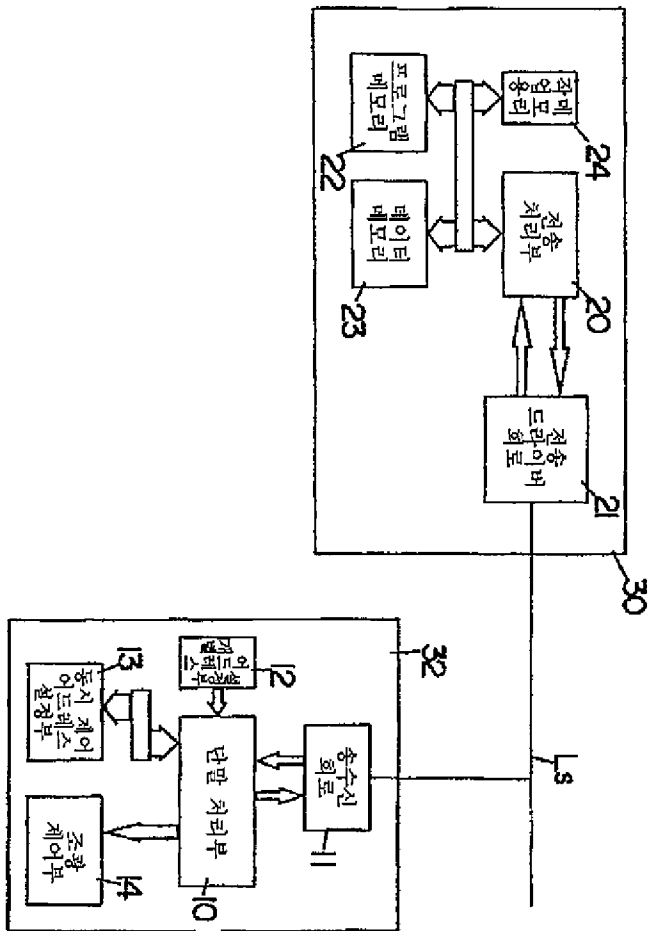 프로그램
메모리
22
데이터
메모리
23
작업용
메모리
24
전송
처리부
20
전송
드라이버
회로
21
30
Ls
32
송수신
회로
11
개별
어드레스
설정부
12
단말 처리부
10
동시 제어
어드레스
설정부
13
조광
제어부
14